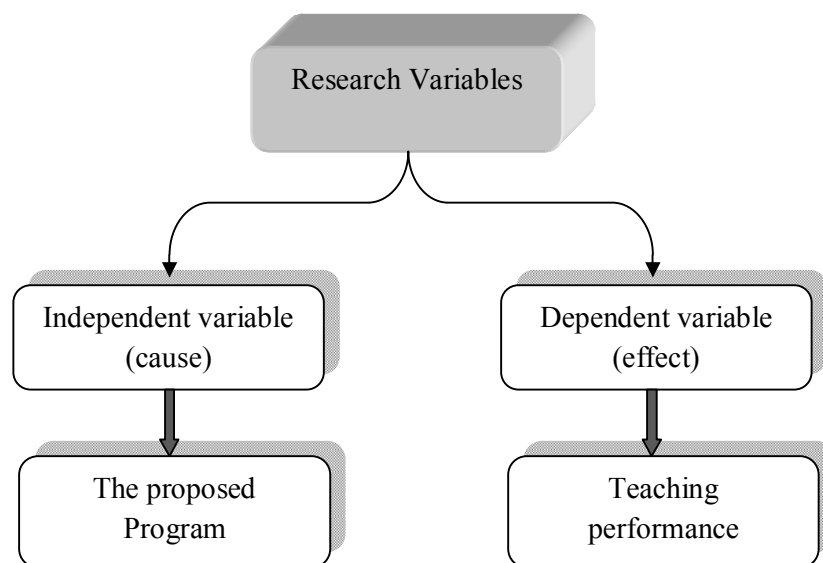 Research Variables
Independent variable
(cause)
Dependent variable
(effect)
The proposed
Program
Teaching
performance